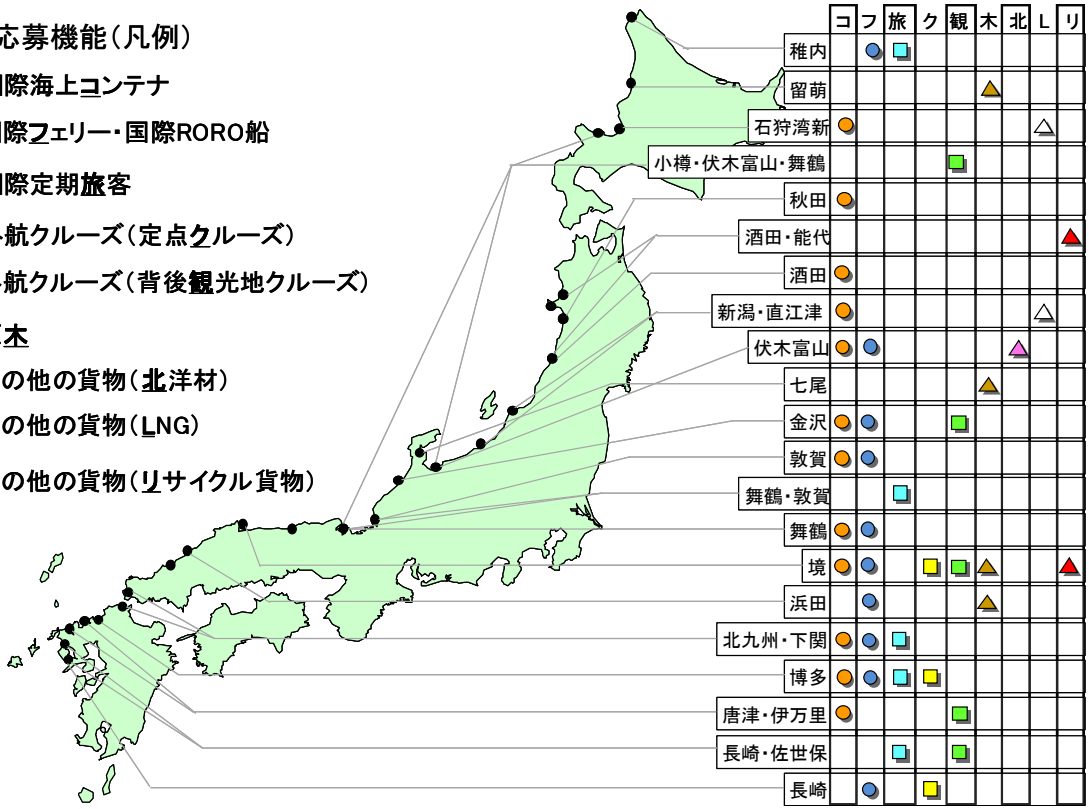 応募機能（凡例）
際海上コンテナ
際フェリー・国際RORO船
際定期旅客
航クルーズ（定点クルーズ）
航クルーズ（背後観光地クルーズ）
木
の他の貨物（北洋材）
の他の貨物（LNG）
の他の貨物（リサイクル貨物）
コ フ 旅 ク 観 木 北 L リ
稚内
留萌
石狩湾新
小樽・伏木富山・舞鶴
秋田
酒田・能代
酒田
新潟・直江津
伏木富山
七尾
金沢
敦賀
舞鶴・敦賀
舞鶴
境
浜田
北九州・下関
博多
唐津・伊万里
長崎・佐世保
長崎